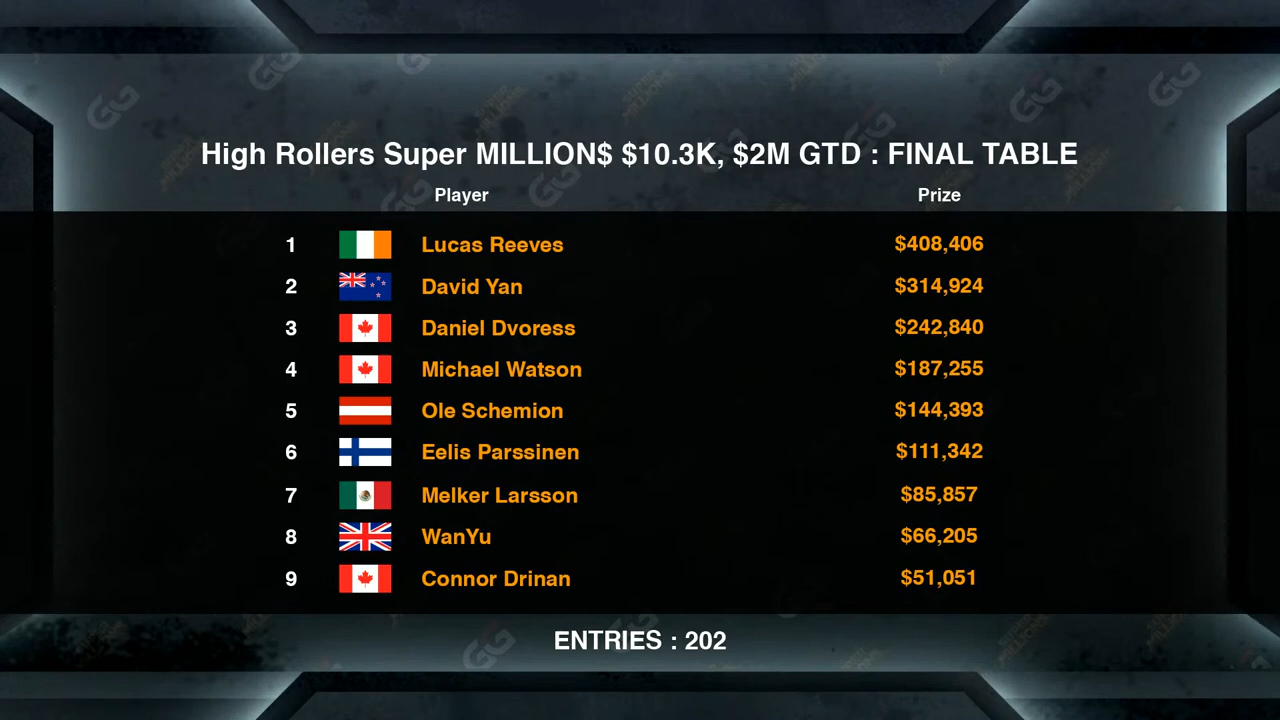 High Rollers Super MILLION$ $10.3K, $2M GTD : FINAL TABLE
Player Prize
1 Lucas Reeves $408,406
2 David Yan $314,924
3 Daniel Dvoress $242,840
4 Michael Watson $187,255
5 Ole Schemion $144,393
6 Eelis Parssinen $111,342
7 Melker Larsson $85,857
8 WanYu $66,205
9 Connor Drinan $51,051
ENTRIES : 202